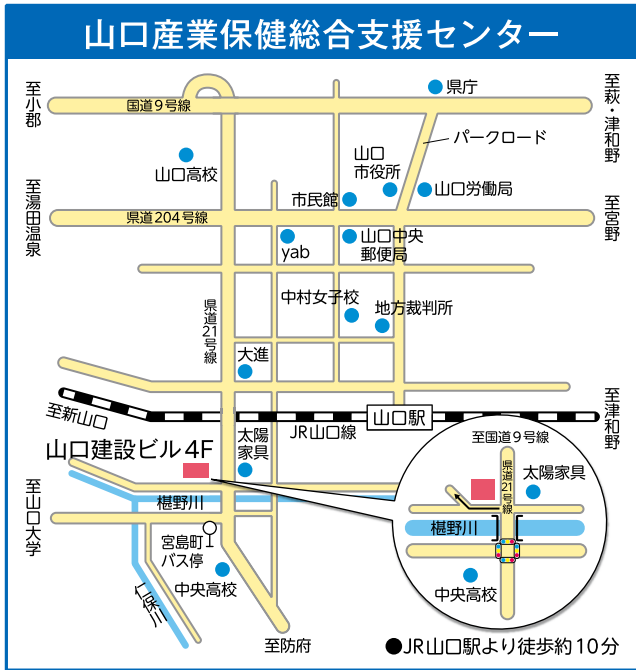 山口産業保健総合支援センター
至小郡
国道9号線
県庁
至萩・津和野
パークロード
山口高校
山口
市役所
市民館
山口労働局
至湯田温泉
県道204号線
至宮野
yab
山口中央
郵便局
中村女子校
地方裁判所
県道21号線
大進
至新山口
JR山口線
山口駅
至津和野
山口建設ビル4F
太陽
家具
至山口大学
椹野川
宮島町
バス停
中央高校
仁保川
至防府
至国道9号線
県道21号線
太陽家具
椹野川
中央高校
●JR山口駅より徒歩約10分